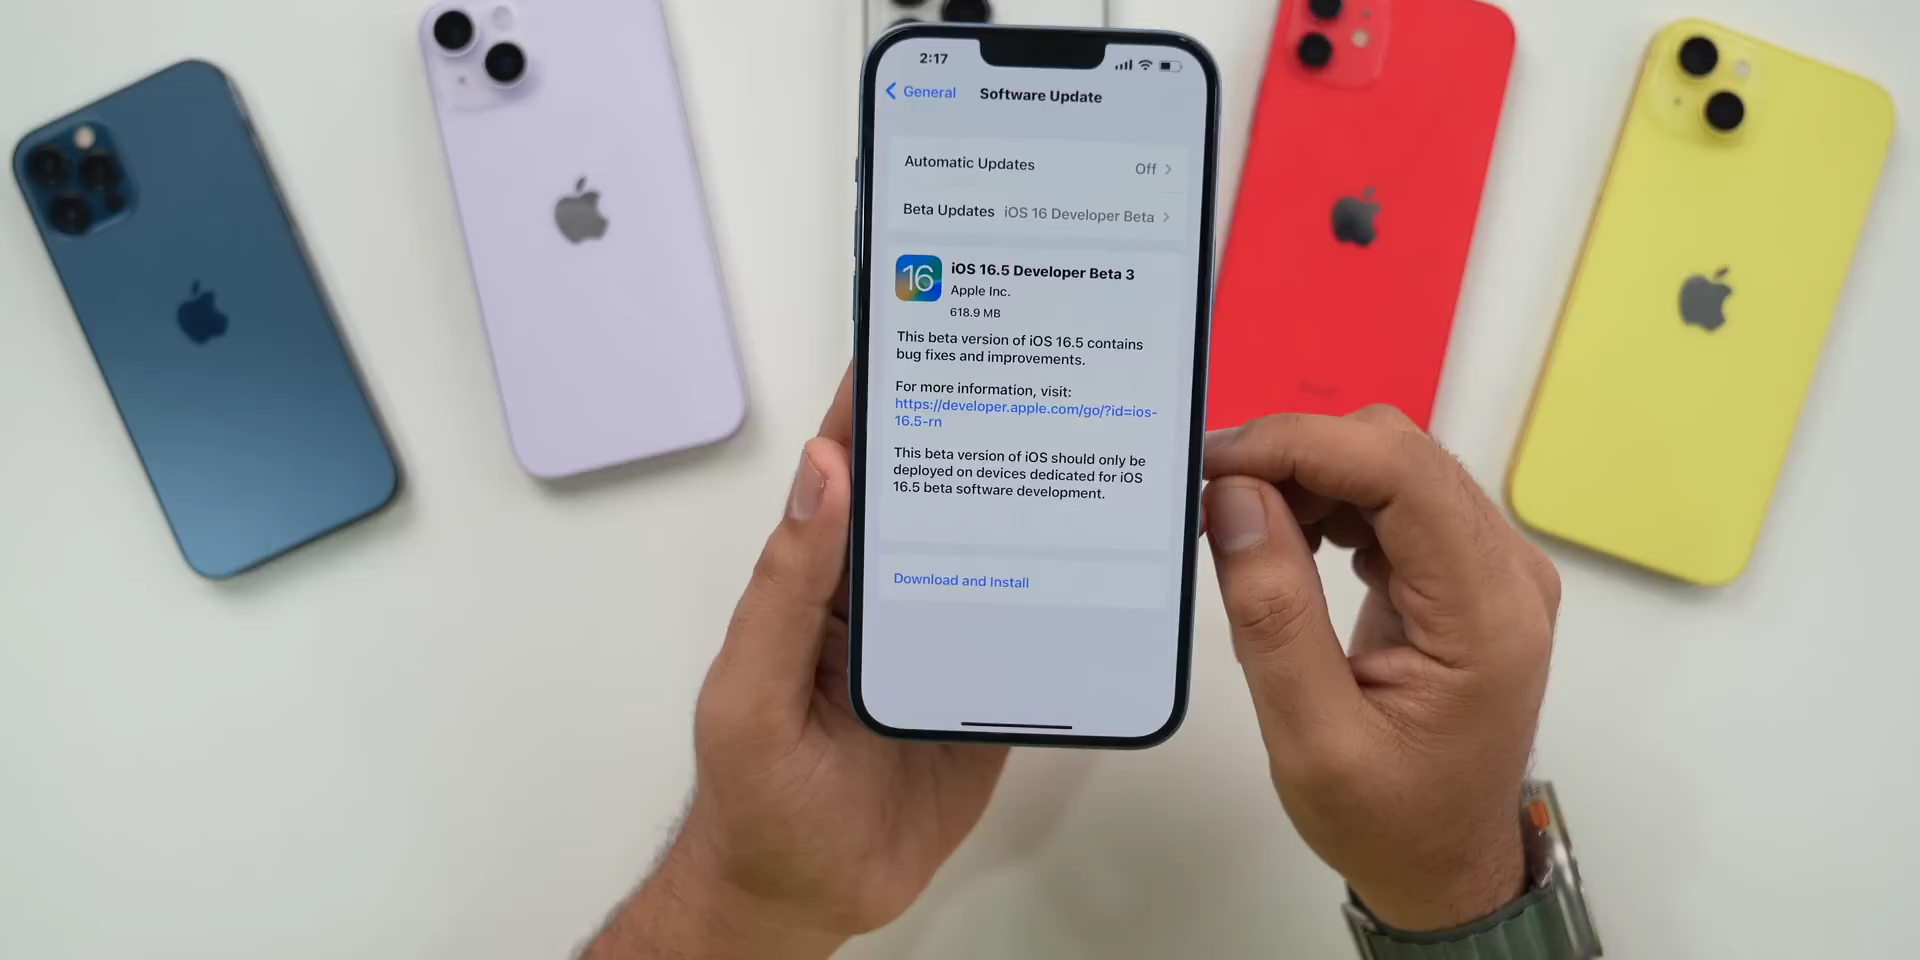 2:17
General
Software Update
Automatic Updates Off
Beta Updates iOS 16 Developer Beta
16
iOS 16.5 Developer Beta 3
Apple Inc.
618.9 MB
This beta version of iOS 16.5 contains
bug fixes and improvements.
For more information, visit:
https://developer.apple.com/go/?id=ios-
16.5-rn
This beta version of iOS should only be
deployed on devices dedicated for iOS
16.5 beta software development.
Download and Install